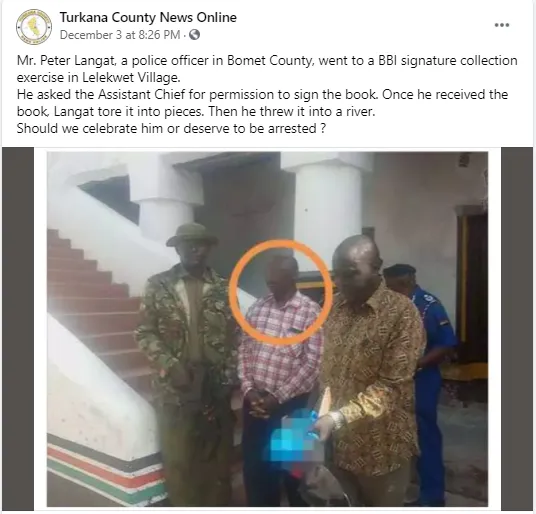 Turkana County News Online
December 3 at 8:26 PM ·
Mr. Peter Langat, a police officer in Bomet County, went to a BBI signature collection
exercise in Lelekwet Village.
He asked the Assistant Chief for permission to sign the book. Once he received the
book, Langat tore it into pieces. Then he threw it into a river.
Should we celebrate him or deserve to be arrested ?